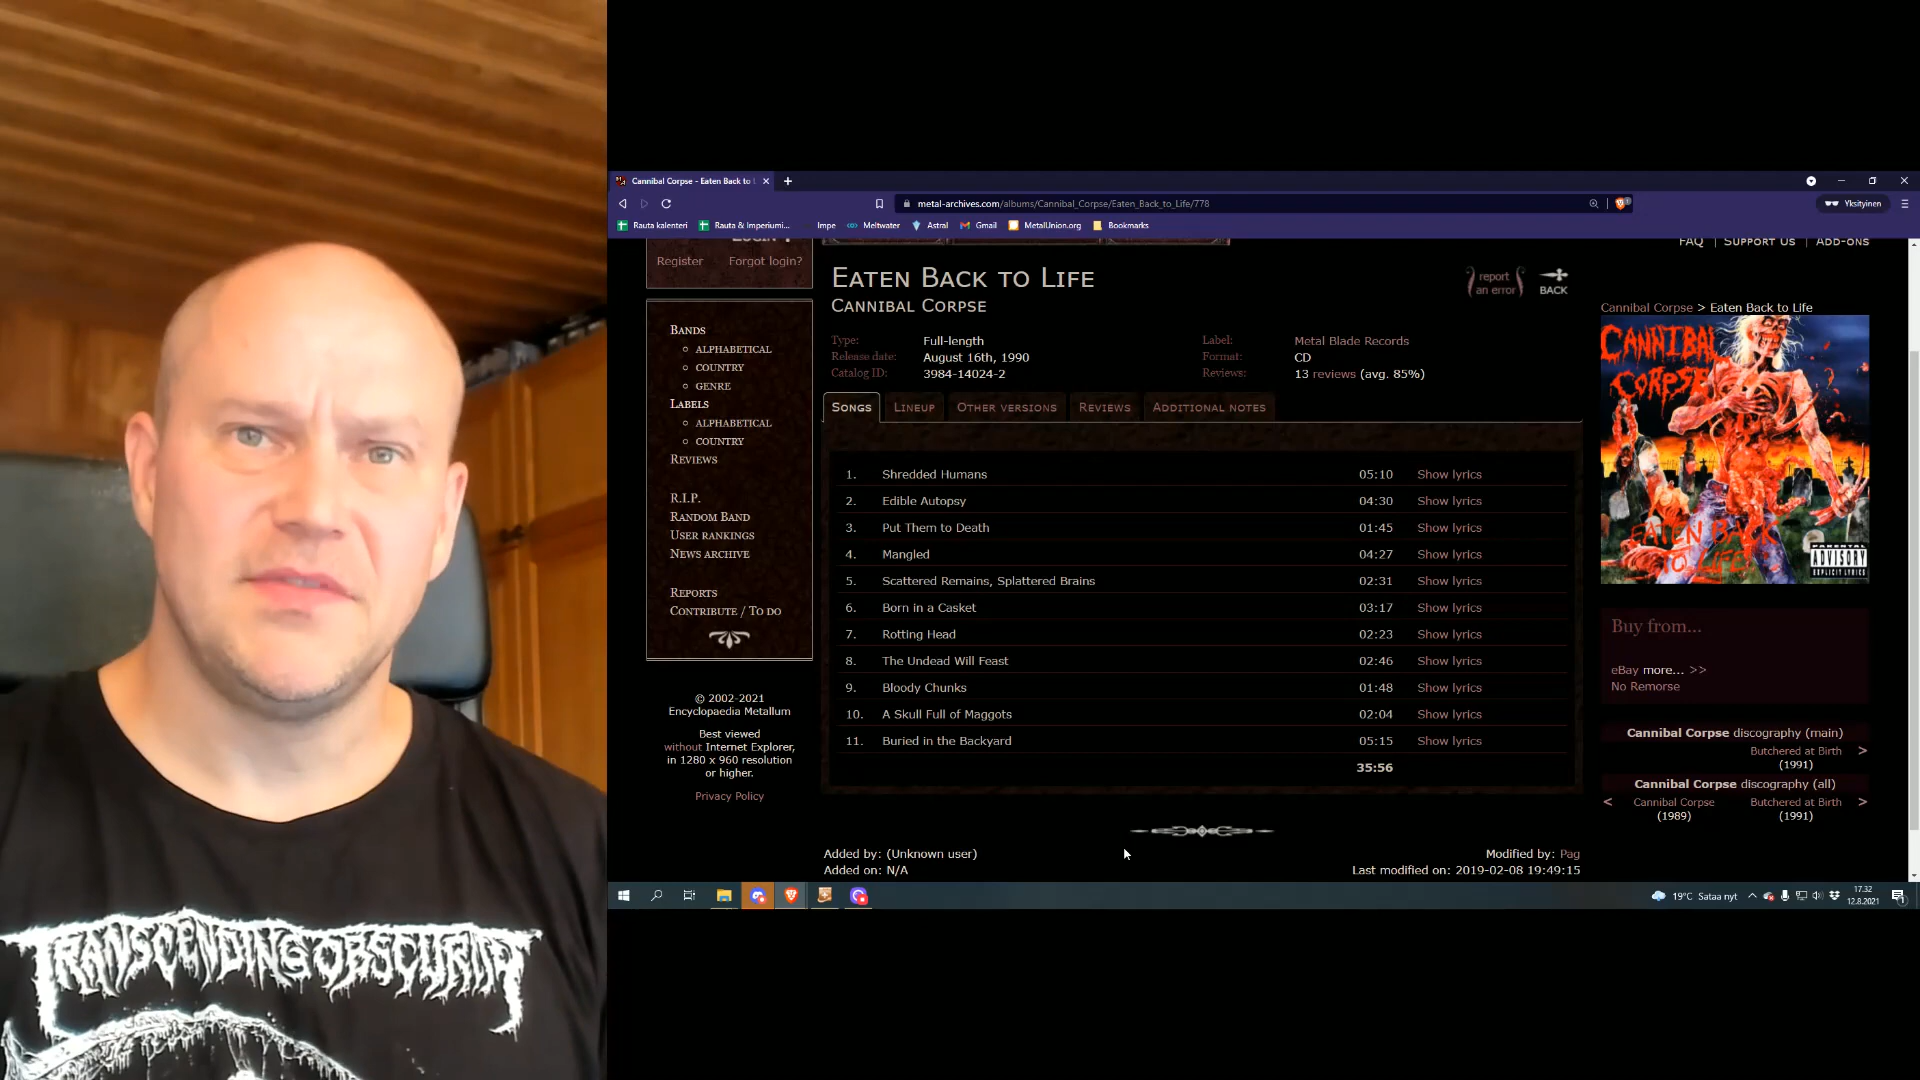 Cannibal Corpse - Eaten Back to
metal-archives.com/albums/Cannibal_Corpse/Eaten_Back_to_Life/778
Yksityinen
Rauta kalenteri
Rauta & Imperiumi...
Impe
Meltwater
Astral
Gmail
MetalUnion.org
Bookmarks
Register Forgot login?
FAQ | Support Us | Add-ons
Eaten Back to Life
Cannibal Corpse
report
an error
BACK
Type: Full-length
Release date: August 16th, 1990
Catalog ID: 3984-14024-2
Label: Metal Blade Records
Format: CD
Reviews: 13 reviews (avg. 85%)
Songs Lineup Other versions Reviews Additional notes
1. Shredded Humans 05:10 Show lyrics
2. Edible Autopsy 04:30 Show lyrics
3. Put Them to Death 01:45 Show lyrics
4. Mangled 04:27 Show lyrics
5. Scattered Remains, Splattered Brains 02:31 Show lyrics
6. Born in a Casket 03:17 Show lyrics
7. Rotting Head 02:23 Show lyrics
8. The Undead Will Feast 02:46 Show lyrics
9. Bloody Chunks 01:48 Show lyrics
10. A Skull Full of Maggots 02:04 Show lyrics
11. Buried in the Backyard 05:15 Show lyrics
35:56
Bands
Alphabetical
Country
Genre
Labels
Alphabetical
Country
Reviews
R.I.P.
Random Band
User rankings
News archive
Reports
Contribute / To do
© 2002-2021
Encyclopaedia Metallum
Best viewed
without Internet Explorer,
in 1280 x 960 resolution
or higher.
Privacy Policy
Cannibal Corpse > Eaten Back to Life
CANNIBAL
CORPSE
EATEN BACK
TO LIFE
PARENTAL
ADVISORY
EXPLICIT LYRICS
Buy from...
eBay more... >>
No Remorse
Cannibal Corpse discography (main)
Butchered at Birth >
(1991)
Cannibal Corpse discography (all)
< Cannibal Corpse Butchered at Birth >
(1989) (1991)
Added by: (Unknown user)
Added on: N/A
Modified by: Pag
Last modified on: 2019-02-08 19:49:15
19°C Sataa nyt
17.32
12.8.2021
TRANSCENDING OBSCURITY